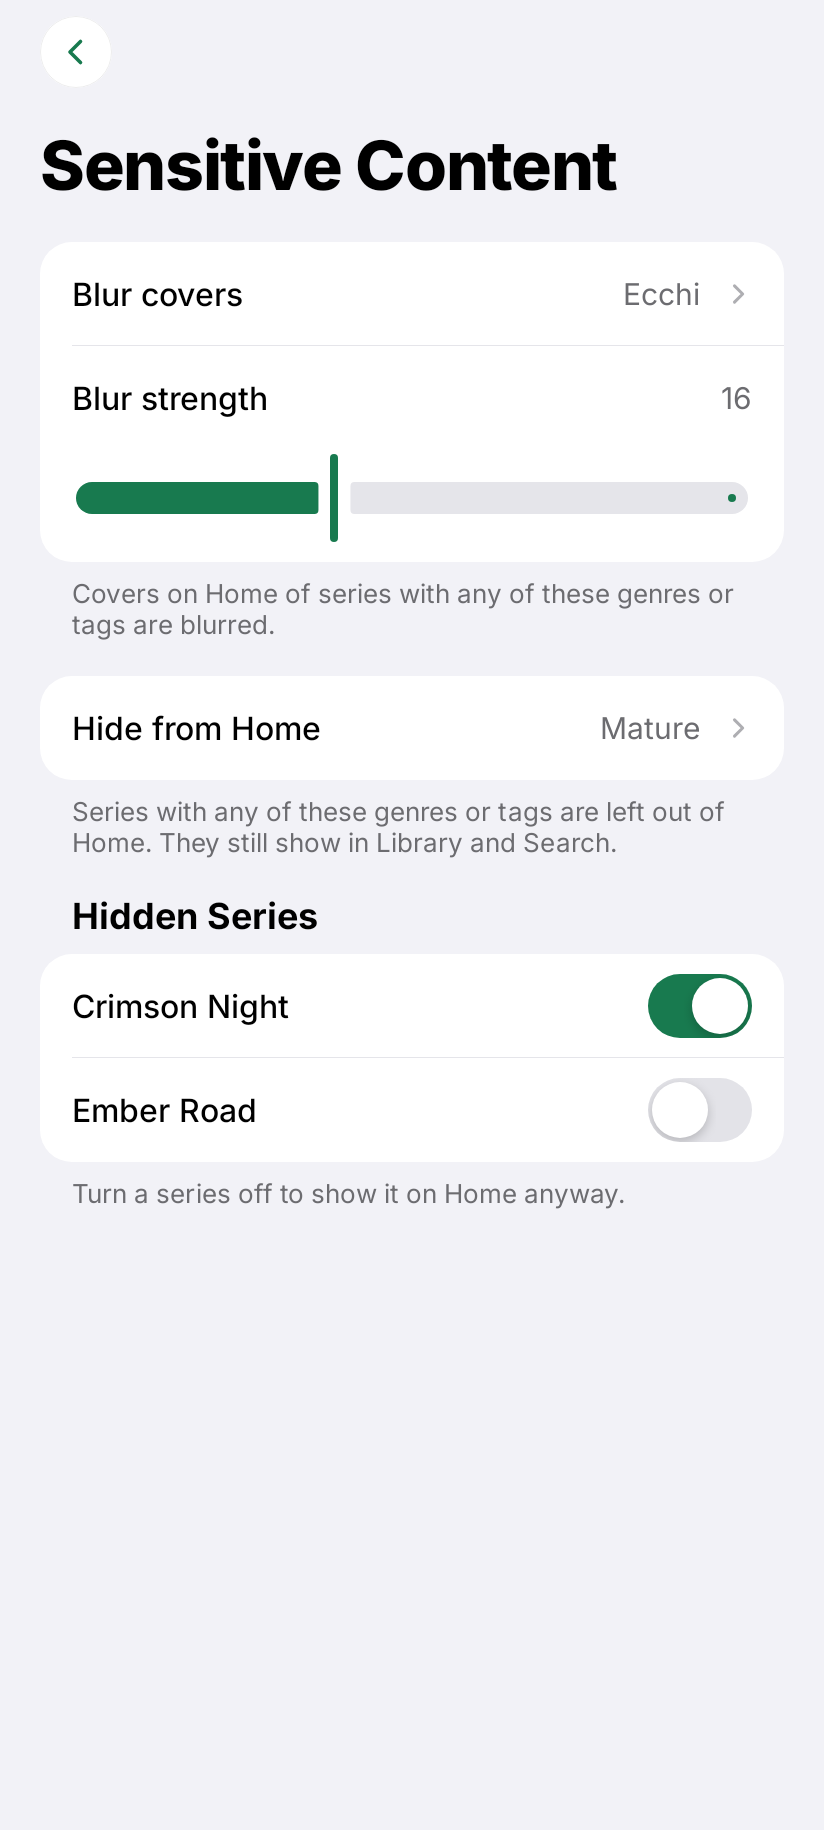 Sensitive Content
Blur covers
Ecchi
Blur strength
16
Covers on Home of series with any of these genres or
tags are blurred.
Hide from Home
Mature
Series with any of these genres or tags are left out of
Home. They still show in Library and Search.
Hidden Series
Crimson Night
Ember Road
Turn a series off to show it on Home anyway.